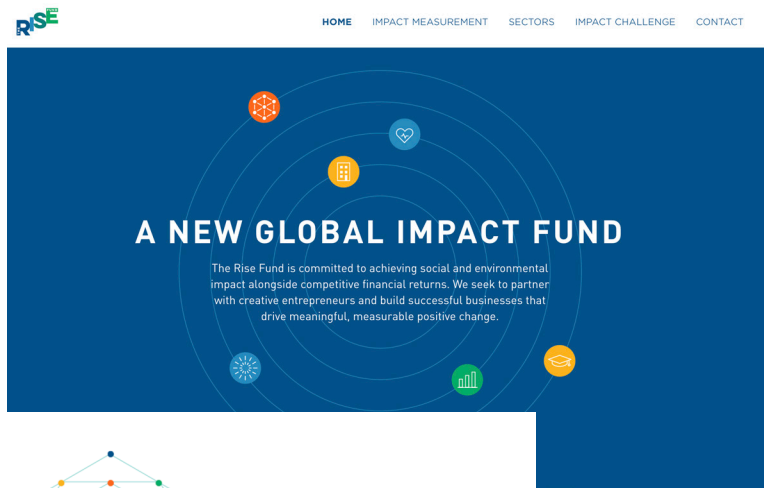 RISE
HOME IMPACT MEASUREMENT SECTORS IMPACT CHALLENGE CONTACT
A NEW GLOBAL IMPACT FUND
The Rise Fund is committed to achieving social and environmental
impact alongside competitive financial returns. We seek to partner
with creative entrepreneurs and build successful businesses that
drive meaningful, measurable positive change.